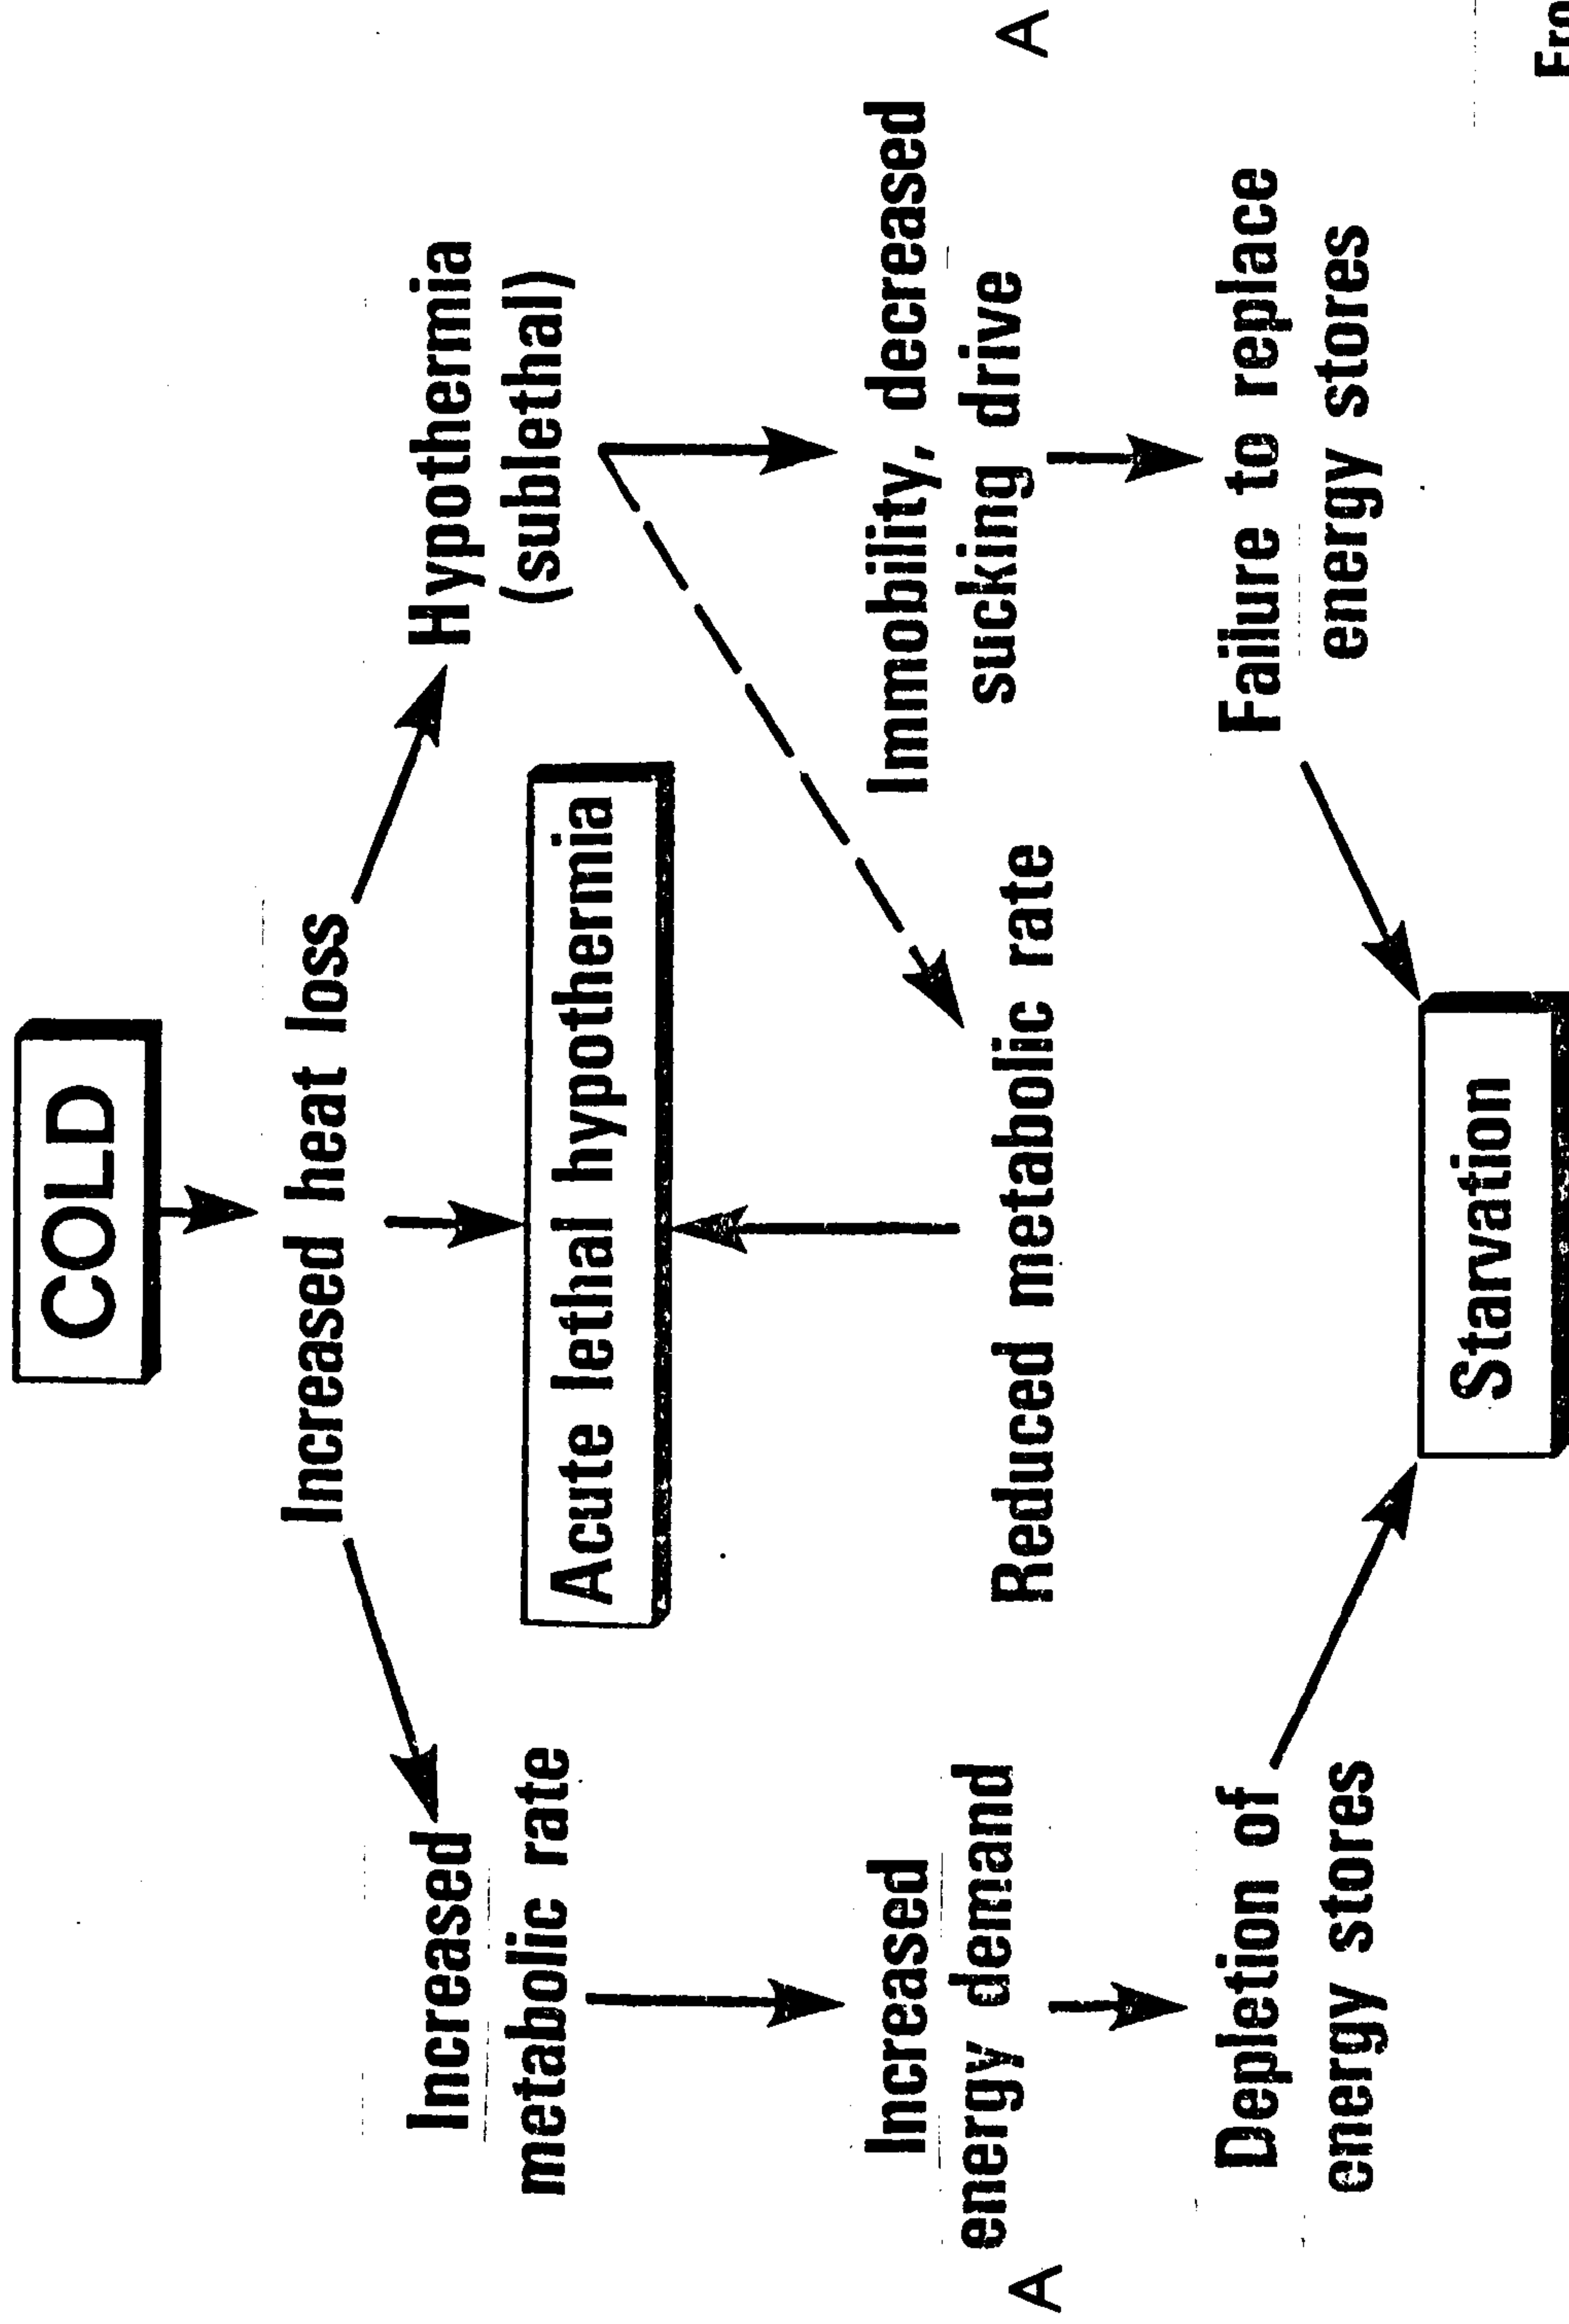 COLD
Increased heat loss
Increased
metabolic rate
Hypothermia
(sublethal)
Acute lethal hypothermia
Increased
energy demand
Immobility, decreased
sucking drive
A
A
Reduced metabolic rate
Depletion of
energy stores
Failure to replace
energy stores
Starvation